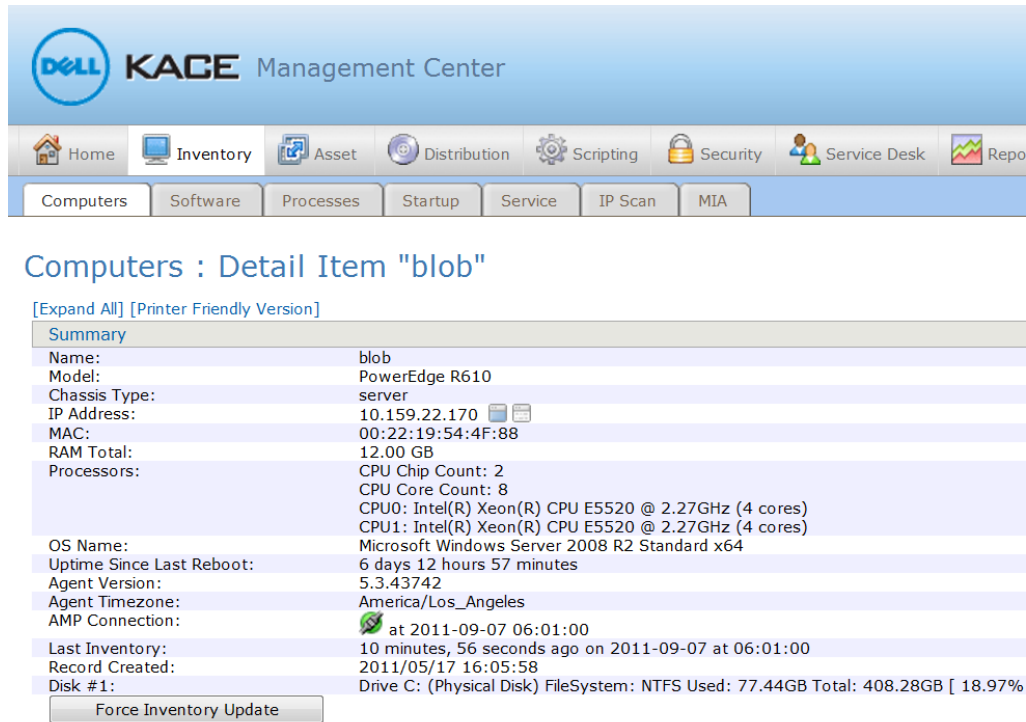 DELL KACE Management Center
Home Inventory Asset Distribution Scripting Security Service Desk Repo
Computers Software Processes Startup Service IP Scan MIA
Computers : Detail Item "blob"
[Expand All] [Printer Friendly Version]
Summary
Name: blob
Model: PowerEdge R610
Chassis Type: server
IP Address: 10.159.22.170
MAC: 00:22:19:54:4F:88
RAM Total: 12.00 GB
Processors: CPU Chip Count: 2
CPU Core Count: 8
CPU0: Intel(R) Xeon(R) CPU E5520 @ 2.27GHz (4 cores)
CPU1: Intel(R) Xeon(R) CPU E5520 @ 2.27GHz (4 cores)
OS Name: Microsoft Windows Server 2008 R2 Standard x64
Uptime Since Last Reboot: 6 days 12 hours 57 minutes
Agent Version: 5.3.43742
Agent Timezone: America/Los_Angeles
AMP Connection: at 2011-09-07 06:01:00
Last Inventory: 10 minutes, 56 seconds ago on 2011-09-07 at 06:01:00
Record Created: 2011/05/17 16:05:58
Disk #1: Drive C: (Physical Disk) FileSystem: NTFS Used: 77.44GB Total: 408.28GB [ 18.97%
Force Inventory Update